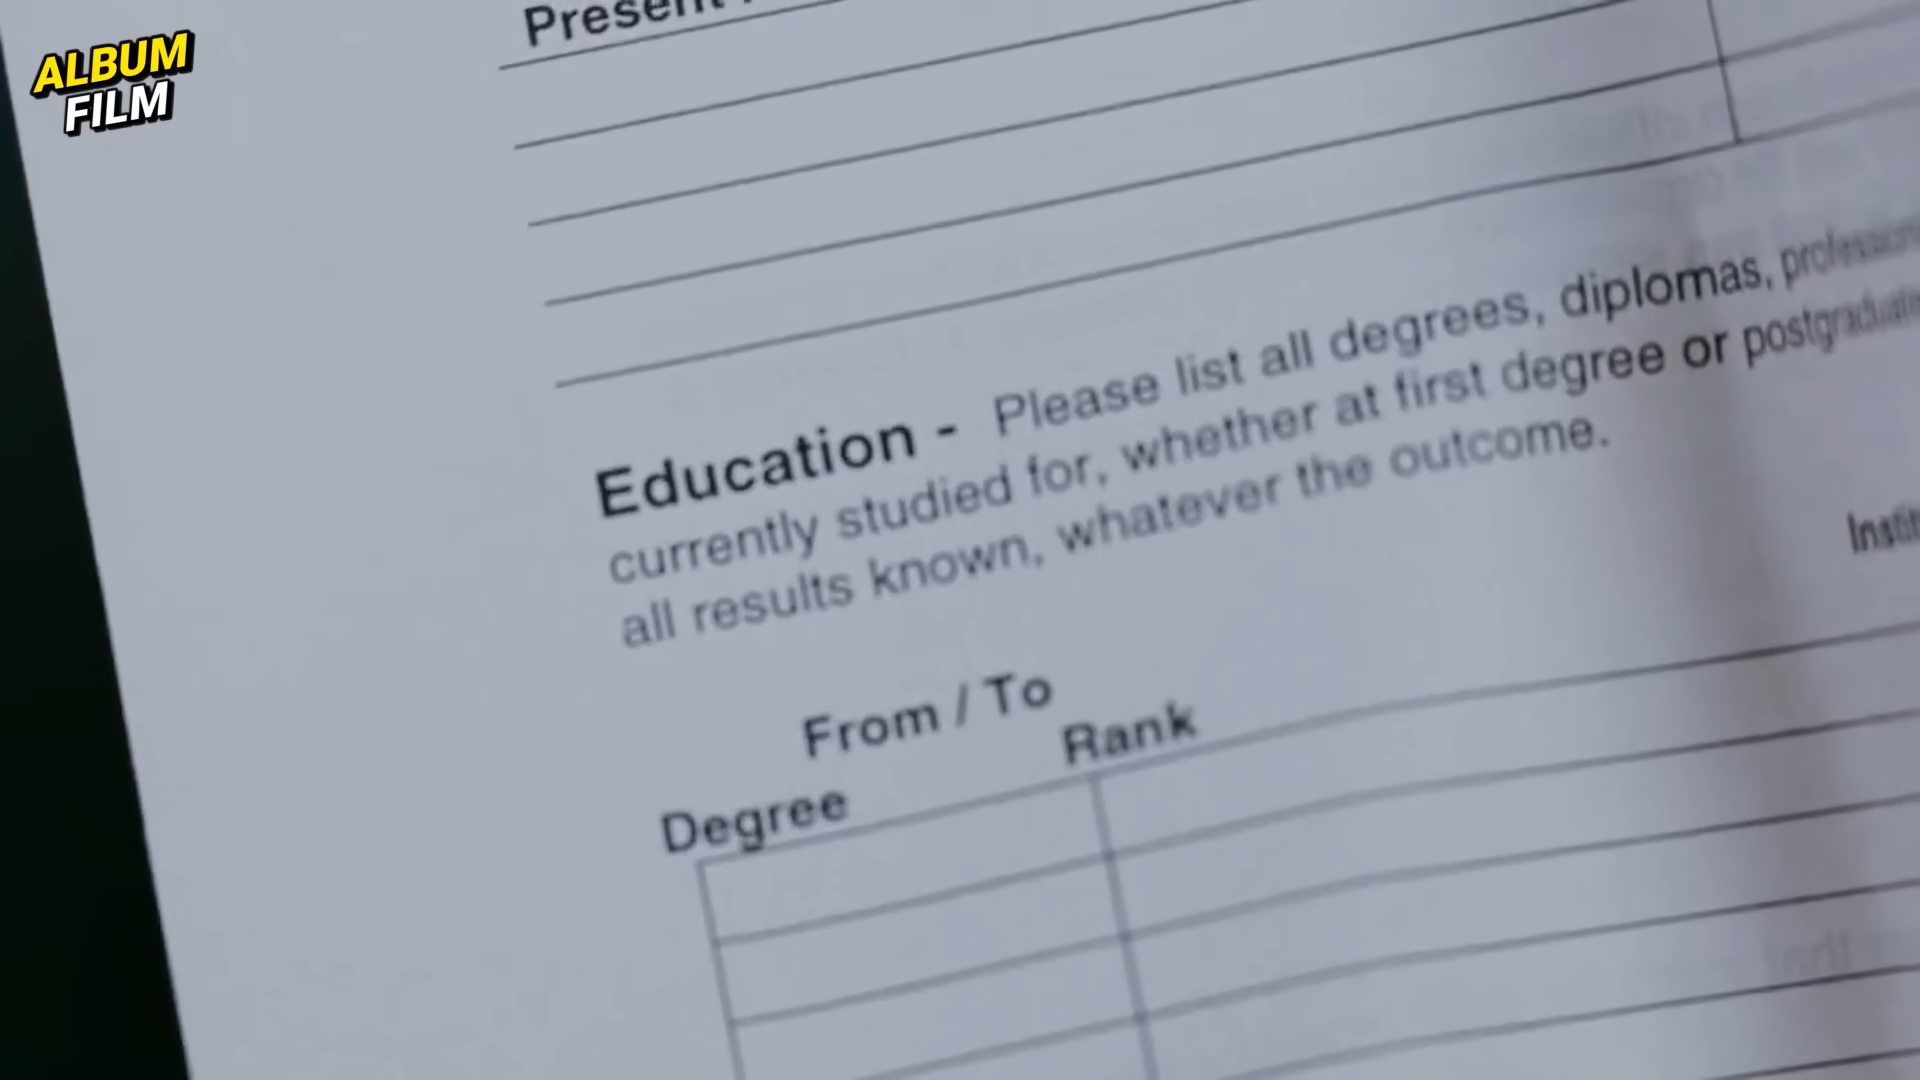 ALBUM
FILM
Present
Education - Please list all degrees, diplomas, professional
currently studied for, whether at first degree or postgraduate
all results known, whatever the outcome.
From / To
Rank
Degree